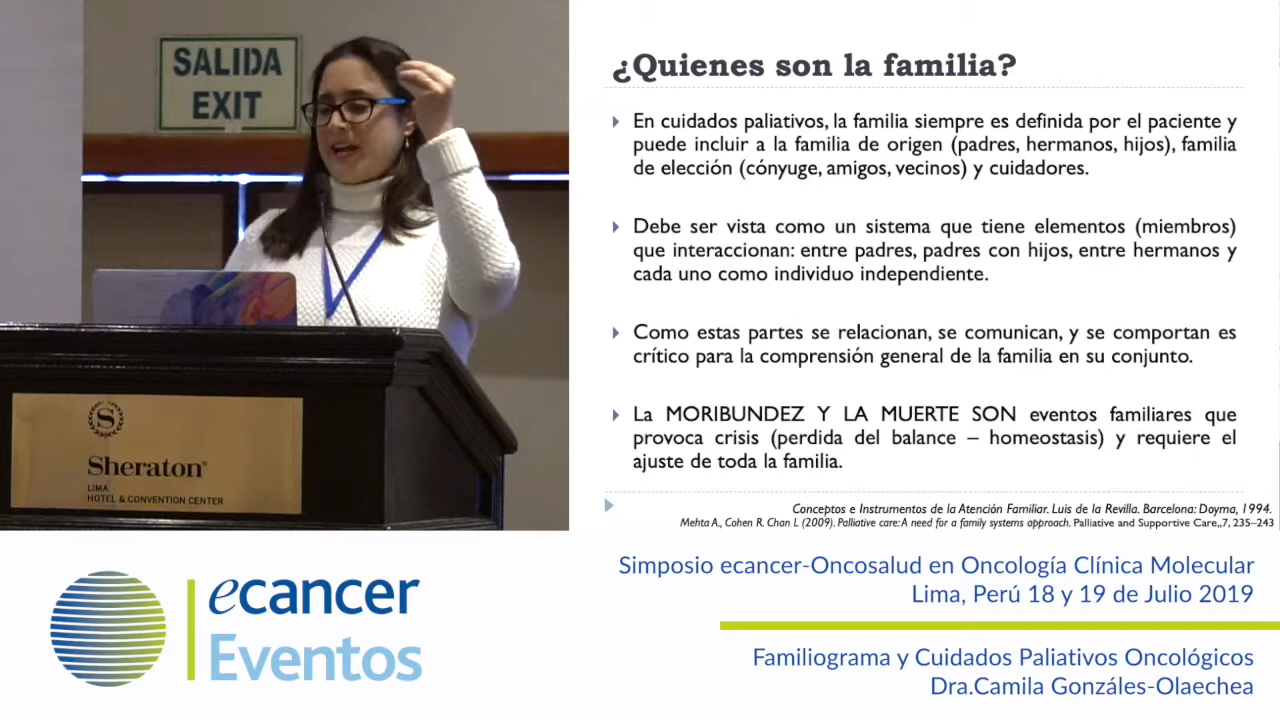 SALIDA
EXIT
S
Sheraton®
LIMA
HOTEL & CONVENTION CENTER
¿Quienes son la familia?
En cuidados paliativos, la familia siempre es definida por el paciente y
puede incluir a la familia de origen (padres, hermanos, hijos), familia
de elección (cónyuge, amigos, vecinos) y cuidadores.
Debe ser vista como un sistema que tiene elementos (miembros)
que interaccionan: entre padres, padres con hijos, entre hermanos y
cada uno como individuo independiente.
Como estas partes se relacionan, se comunican, y se comportan es
crítico para la comprensión general de la familia en su conjunto.
La MORIBUNDEZ Y LA MUERTE SON eventos familiares que
provoca crisis (perdida del balance – homeostasis) y requiere el
ajuste de toda la familia.
Conceptos e Instrumentos de la Atención Familiar. Luis de la Revilla. Barcelona: Doyma, 1994.
Mehta A., Cohen R. Chan L (2009). Palliative care: A need for a family systems approach. Palliative and Supportive Care,,7, 235–243
ecancer
Eventos
Simposio ecancer-Oncosalud en Oncología Clínica Molecular
Lima, Perú 18 y 19 de Julio 2019
Familiograma y Cuidados Paliativos Oncológicos
Dra.Camila Gonzáles-Olaechea